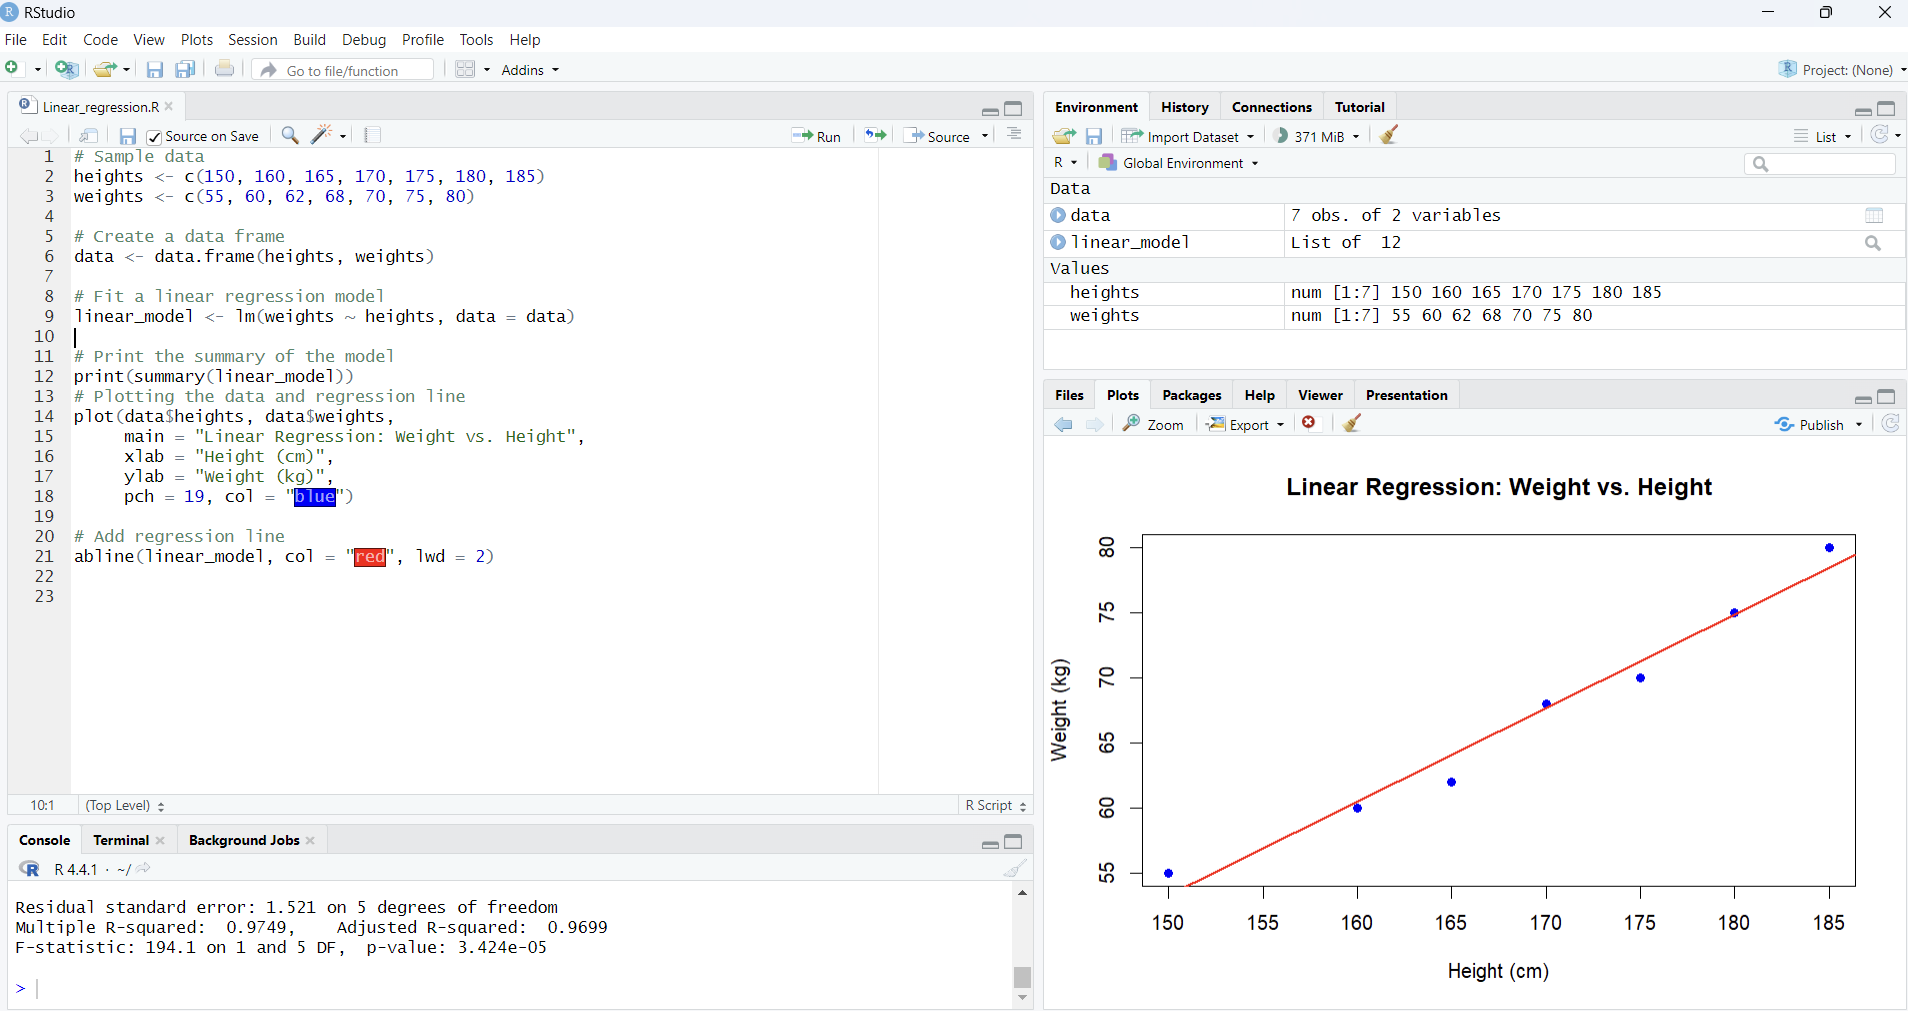 RStudio
File Edit Code View Plots Session Build Debug Profile Tools Help
Go to file/function Addins Project: (None)
Linear_regression.R
Source on Save Run Source
1 # Sample data
2 heights <- c(150, 160, 165, 170, 175, 180, 185)
3 weights <- c(55, 60, 62, 68, 70, 75, 80)
4
5 # Create a data frame
6 data <- data.frame(heights, weights)
7
8 # Fit a linear regression model
9 linear_model <- lm(weights ~ heights, data = data)
10
11 # Print the summary of the model
12 print(summary(linear_model))
13 # Plotting the data and regression line
14 plot(data$heights, data$weights,
15 main = "Linear Regression: Weight vs. Height",
16 xlab = "Height (cm)",
17 ylab = "Weight (kg)",
18 pch = 19, col = "blue")
19
20 # Add regression line
21 abline(linear_model, col = "red", lwd = 2)
22
23
10:1 (Top Level) R Script
Console Terminal Background Jobs
R R 4.4.1 · ~/
Residual standard error: 1.521 on 5 degrees of freedom
Multiple R-squared: 0.9749, Adjusted R-squared: 0.9699
F-statistic: 194.1 on 1 and 5 DF, p-value: 3.424e-05
>
Environment History Connections Tutorial
Import Dataset 371 MiB List
R Global Environment
Data
data 7 obs. of 2 variables
linear_model List of 12
Values
heights num [1:7] 150 160 165 170 175 180 185
weights num [1:7] 55 60 62 68 70 75 80
Files Plots Packages Help Viewer Presentation
Zoom Export Publish
Linear Regression: Weight vs. Height
Weight (kg)
80
75
70
65
60
55
150 155 160 165 170 175 180 185
Height (cm)